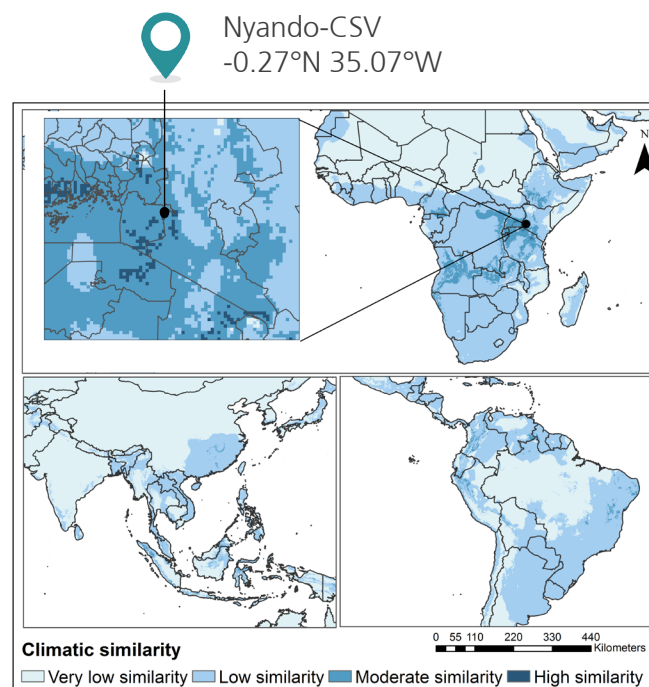 Nyando-CSV
-0.27°N 35.07°W
N
Climatic similarity
0 55 110 220 330 440
Kilometers
Very low similarity Low similarity Moderate similarity High similarity